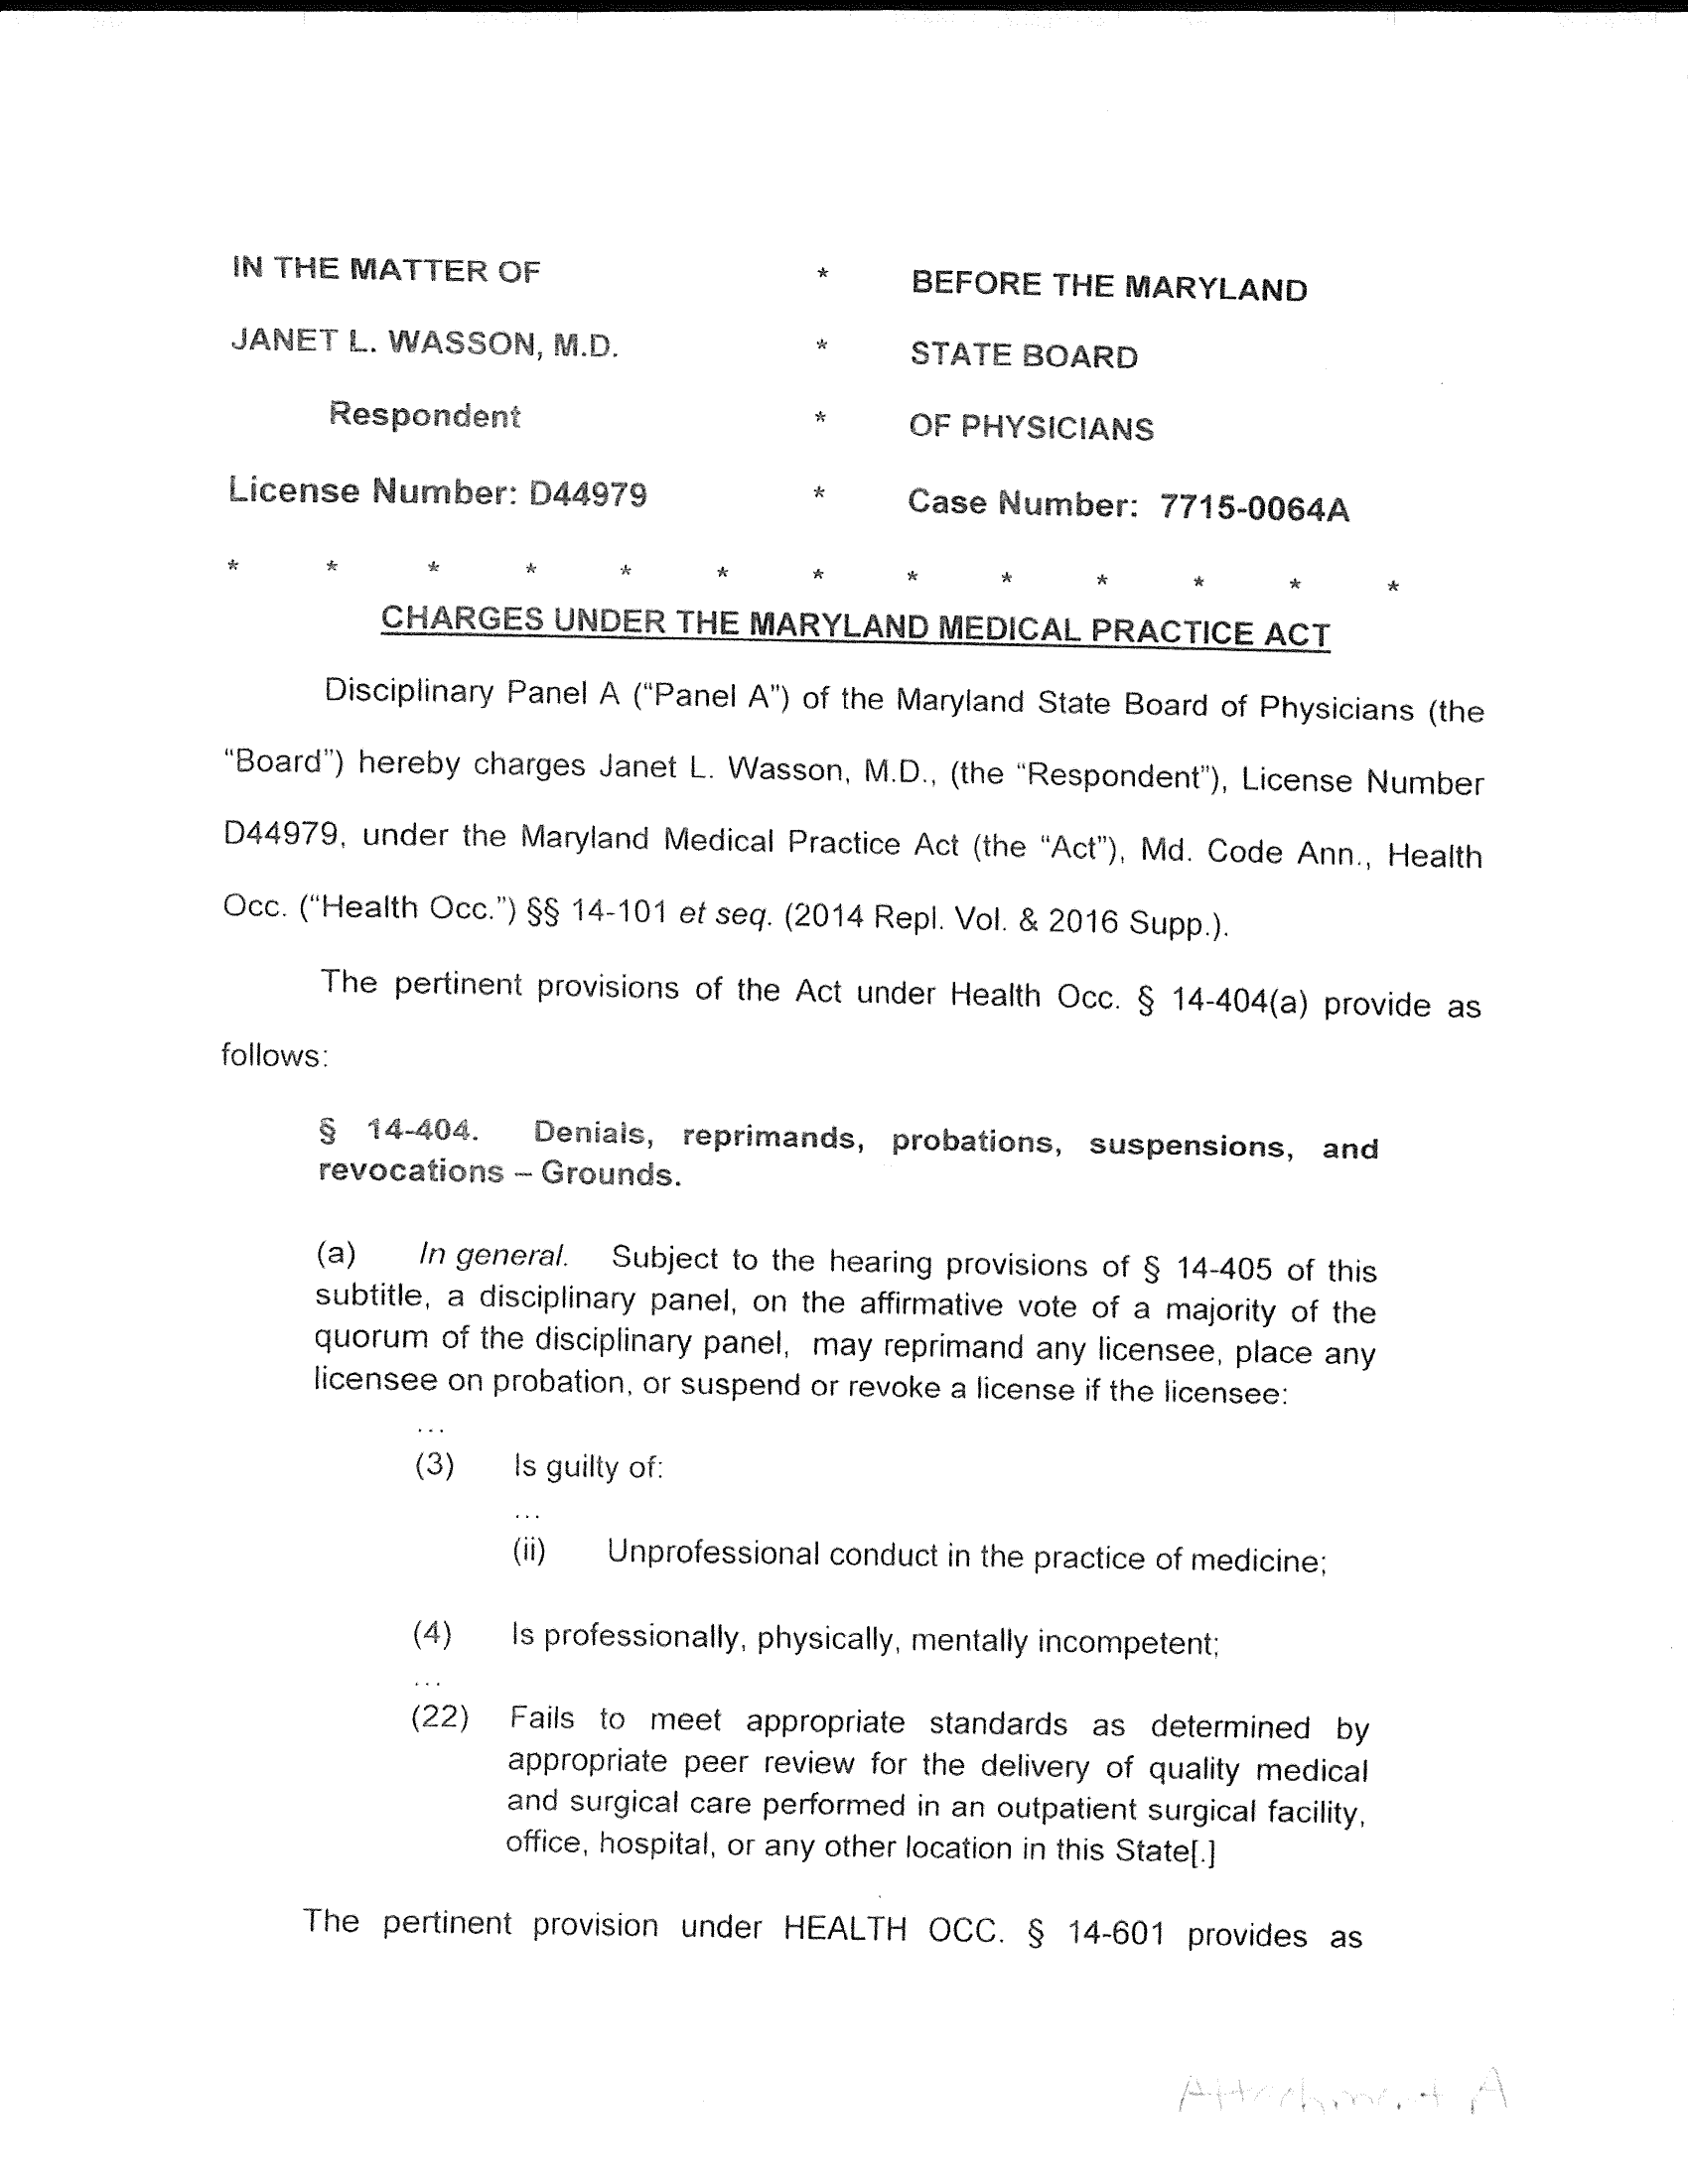 IN THE MATTER OF * BEFORE THE MARYLAND
JANET L. WASSON, M.D. * STATE BOARD
Respondent * OF PHYSICIANS
License Number: D44979 * Case Number: 7715-0064A
* * * * * * * * * * * * *
CHARGES UNDER THE MARYLAND MEDICAL PRACTICE ACT
Disciplinary Panel A (“Panel A”) of the Maryland State Board of Physicians (the
“Board”) hereby charges Janet L. Wasson, M.D., (the “Respondent”), License Number
D44979, under the Maryland Medical Practice Act (the “Act”), Md. Code Ann., Health
Occ. (“Health Occ.”) §§ 14-101 et seq. (2014 Repl. Vol. & 2016 Supp.).
The pertinent provisions of the Act under Health Occ. § 14-404(a) provide as
follows:
§ 14-404. Denials, reprimands, probations, suspensions, and
revocations – Grounds.
(a) In general. Subject to the hearing provisions of § 14-405 of this
subtitle, a disciplinary panel, on the affirmative vote of a majority of the
quorum of the disciplinary panel, may reprimand any licensee, place any
licensee on probation, or suspend or revoke a license if the licensee:
...
(3) Is guilty of:
...
(ii) Unprofessional conduct in the practice of medicine;
(4) Is professionally, physically, mentally incompetent;
...
(22) Fails to meet appropriate standards as determined by
appropriate peer review for the delivery of quality medical
and surgical care performed in an outpatient surgical facility,
office, hospital, or any other location in this State[.]
The pertinent provision under HEALTH OCC. § 14-601 provides as
Attachment A